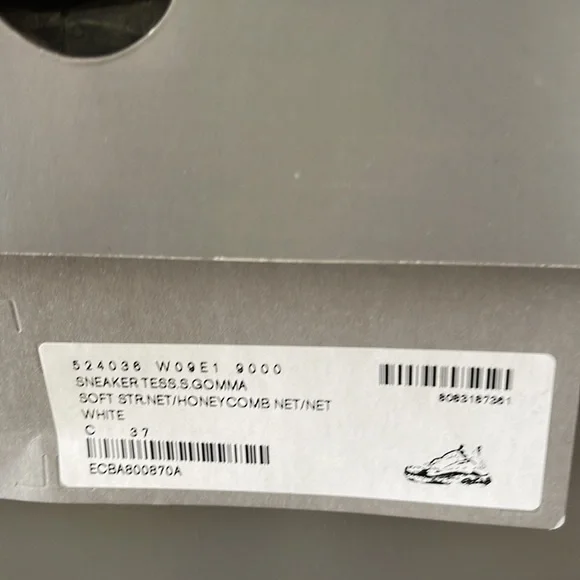 524036 W09E1 9000
SNEAKER TESS.S.GOMMA
SOFT STR.NET/HONEYCOMB NET/NET
WHITE
C 37
ECBA800870A
8083187361